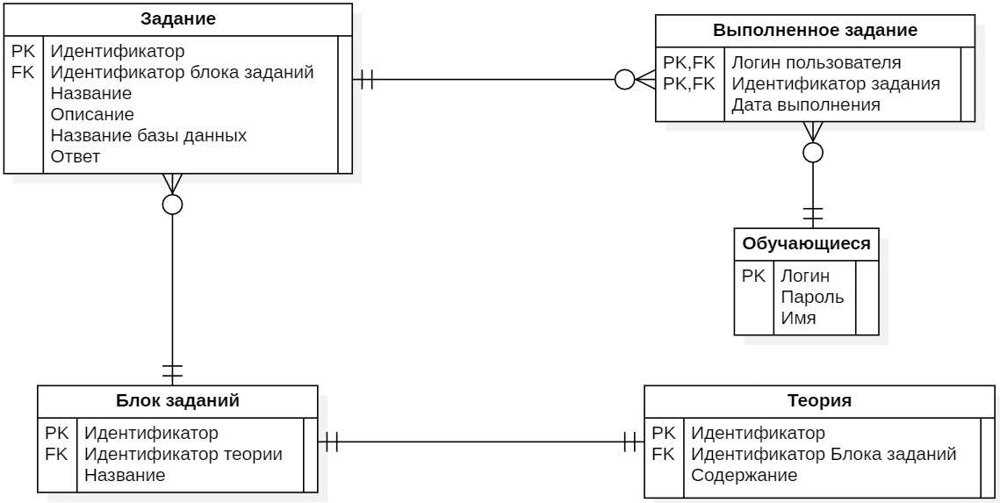 Задание
PK Идентификатор
FK Идентификатор блока заданий
Название
Описание
Название базы данных
Ответ
Выполненное задание
PK,FK Логин пользователя
PK,FK Идентификатор задания
Дата выполнения
Обучающиеся
PK Логин
Пароль
Имя
Блок заданий
PK Идентификатор
FK Идентификатор теории
Название
Теория
PK Идентификатор
FK Идентификатор Блока заданий
Содержание